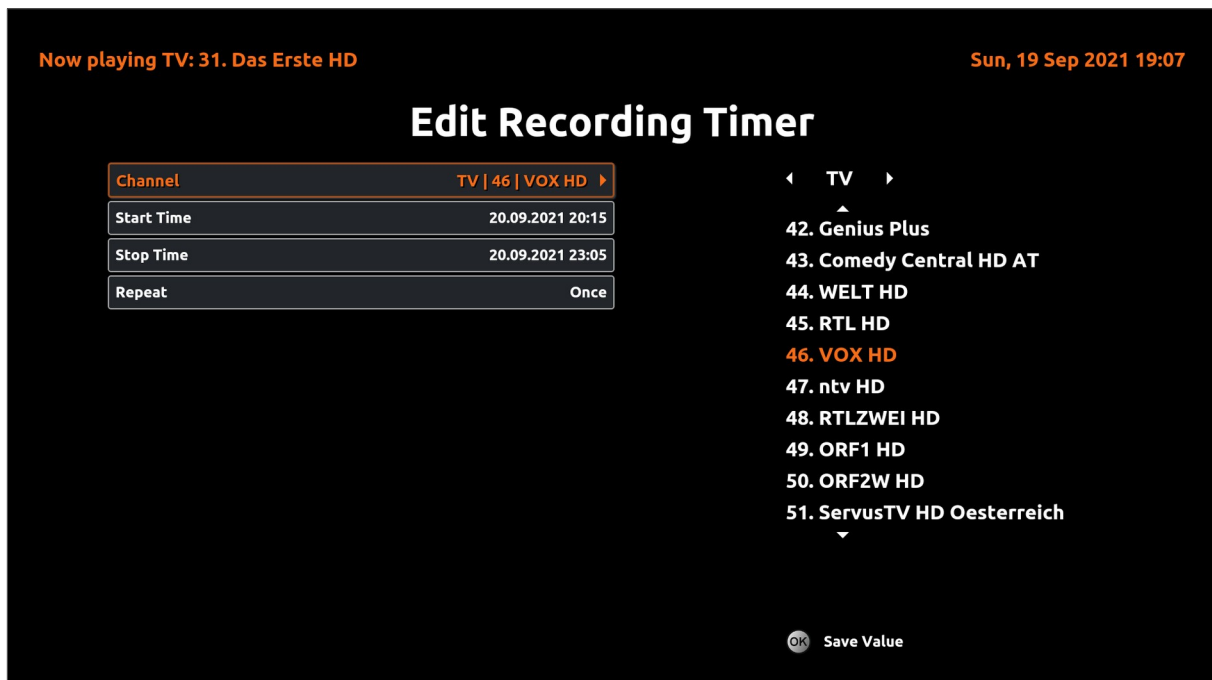 Now playing TV: 31. Das Erste HD
Sun, 19 Sep 2021 19:07
Edit Recording Timer
Channel TV | 46 | VOX HD
Start Time 20.09.2021 20:15
Stop Time 20.09.2021 23:05
Repeat Once
TV
42. Genius Plus
43. Comedy Central HD AT
44. WELT HD
45. RTL HD
46. VOX HD
47. ntv HD
48. RTLZWEI HD
49. ORF1 HD
50. ORF2W HD
51. ServusTV HD Oesterreich
OK Save Value